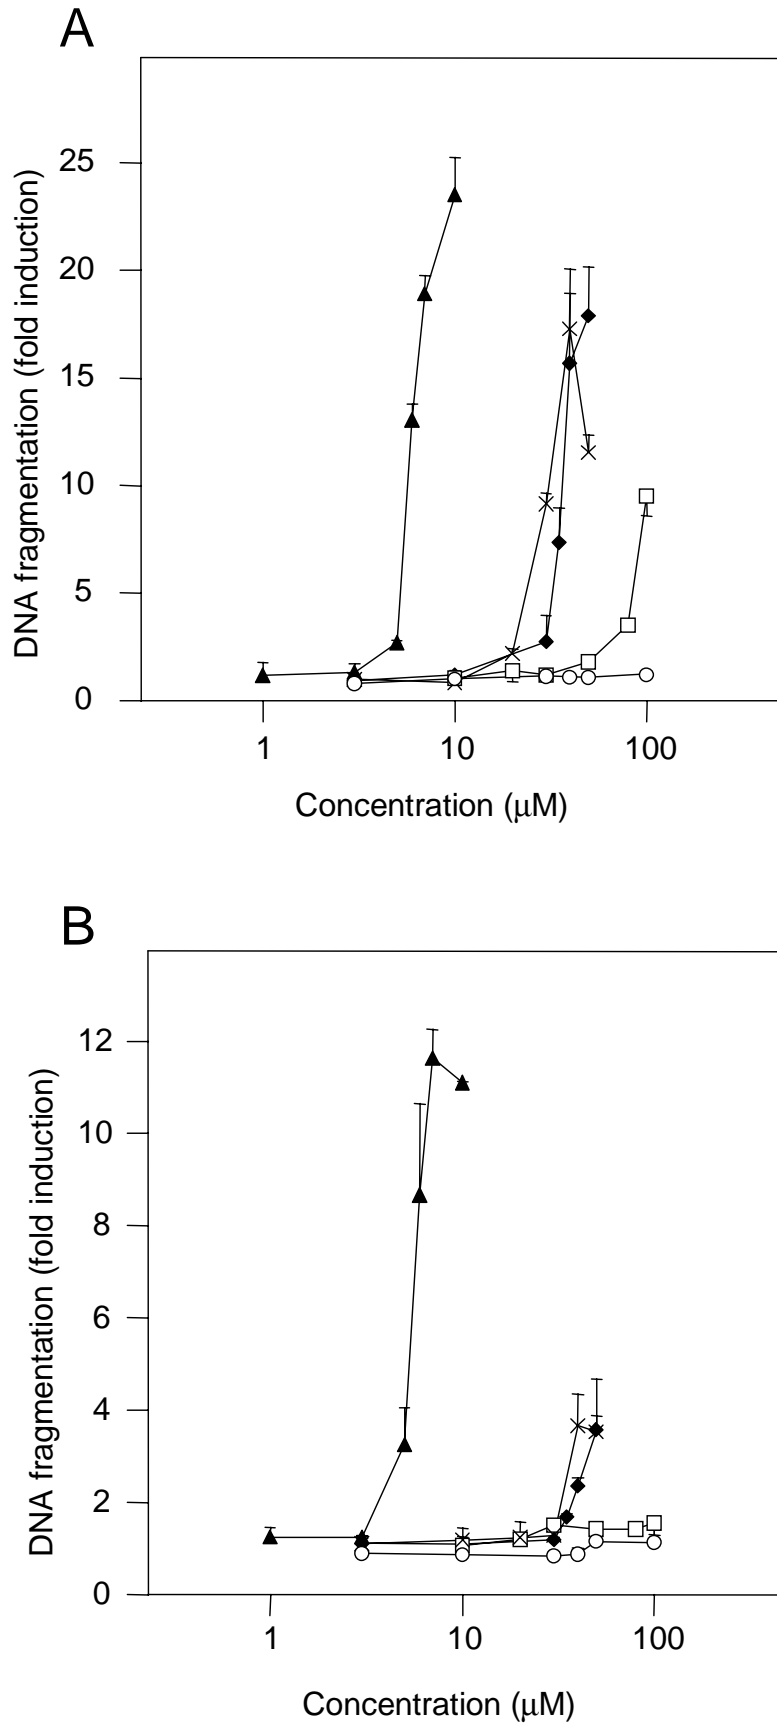 A
DNA fragmentation (fold induction)
25
20
15
10
5
0
1 10 100
Concentration (μM)
B
DNA fragmentation (fold induction)
12
10
8
6
4
2
0
1 10 100
Concentration (μM)